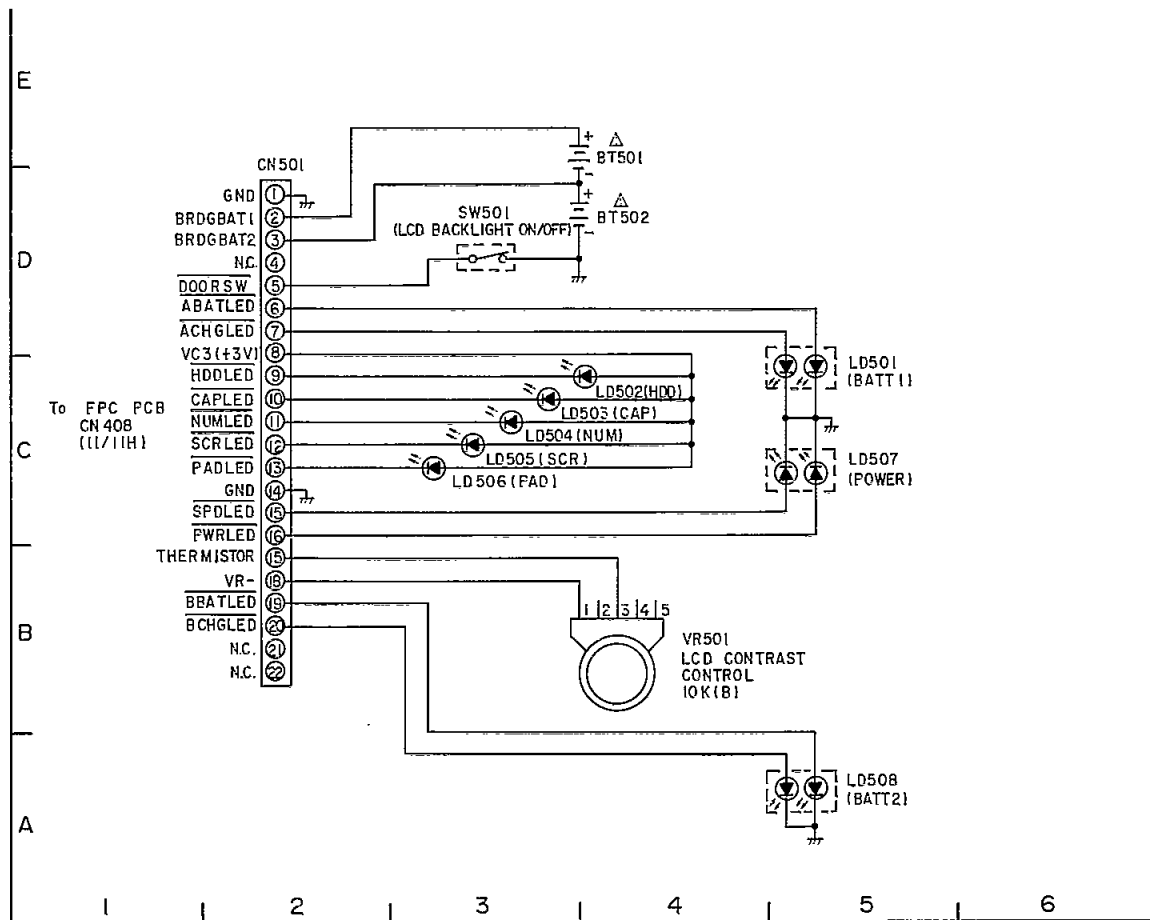 E
D
C
B
A
CN501
GND 1
BRDGBAT1 2
BRDGBAT2 3
N.C. 4
DOORSW 5
ABATLED 6
ACHGLED 7
VC3(+3V) 8
HDDLED 9
CAPLED 10
NUMLED 11
SCRLED 12
PADLED 13
GND 14
SPDLED 15
PWRLED 16
THERMISTOR 15
VR- 18
BBATLED 19
BCHGLED 20
N.C. 21
N.C. 22
To FPC PCB
CN408
+
BT501
-
+
BT502
-
SW501
(LCD BACKLIGHT ON/OFF)
LD501
(BATT1)
LD502(HDD)
LD503(CAP)
LD504(NUM)
LD505(SCR)
LD506(PAD)
LD507
(POWER)
1 2 3 4 5
VR501
LCD CONTRAST
CONTROL
10K(B)
LD508
(BATT2)
1 2 3 4 5 6